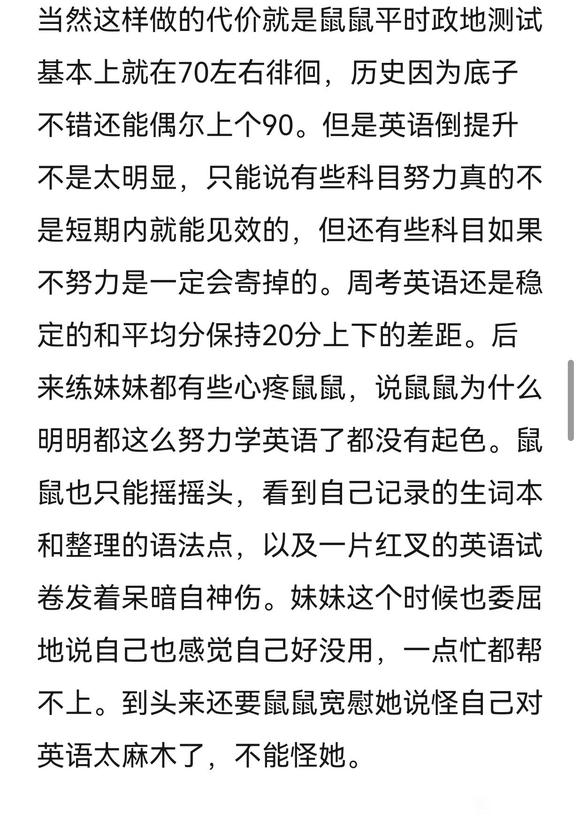 当然这样做的代价就是鼠鼠平时政地测试
基本上就在70左右徘徊，历史因为底子
不错还能偶尔上个90。但是英语倒提升
不是太明显，只能说有些科目努力真的不
是短期内就能见效的，但还有些科目如果
不努力是一定会寄掉的。周考英语还是稳
定的和平均分保持20分上下的差距。后
来练妹妹都有些心疼鼠鼠，说鼠鼠为什么
明明都这么努力学英语了都没有起色。鼠
鼠也只能摇摇头，看到自己记录的生词本
和整理的语法点，以及一片红叉的英语试
卷发着呆暗自神伤。妹妹这个时候也委屈
地说自己也感觉自己好没用，一点忙都帮
不上。到头来还要鼠鼠宽慰她说怪自己对
英语太麻木了，不能怪她。